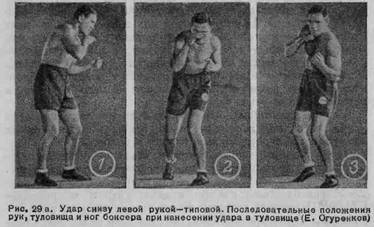 1 2 3
Рис. 29 а. Удар снизу левой рукой—типовой. Последовательные положения
рук, туловища и ног боксера при нанесении удара в туловище (Е. Огуренков)